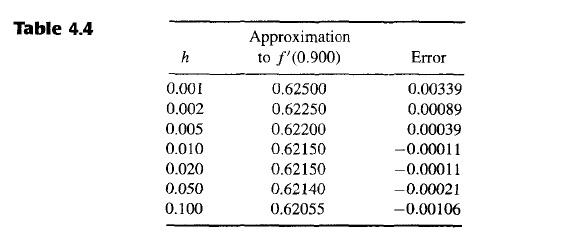 Table 4.4
Approximation
h to f′(0.900) Error
0.001 0.62500 0.00339
0.002 0.62250 0.00089
0.005 0.62200 0.00039
0.010 0.62150 −0.00011
0.020 0.62150 −0.00011
0.050 0.62140 −0.00021
0.100 0.62055 −0.00106